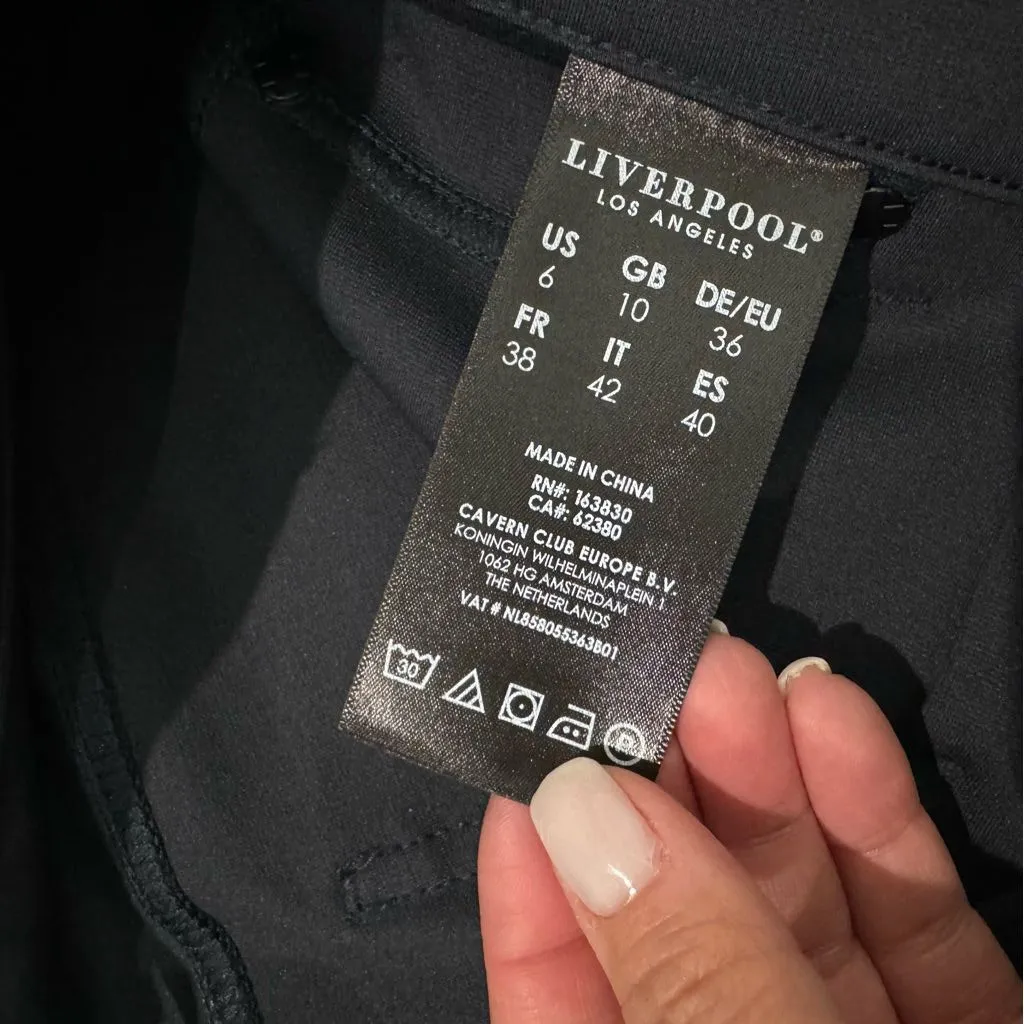 LIVERPOOL®
LOS ANGELES
US GB DE/EU
6 10 36
FR IT ES
38 42 40
MADE IN CHINA
RN#: 163830
CA#: 62380
CAVERN CLUB EUROPE B.V.
KONINGIN WILHELMINAPLEIN 1
1062 HG AMSTERDAM
THE NETHERLANDS
VAT # NL858055363B01
30 P